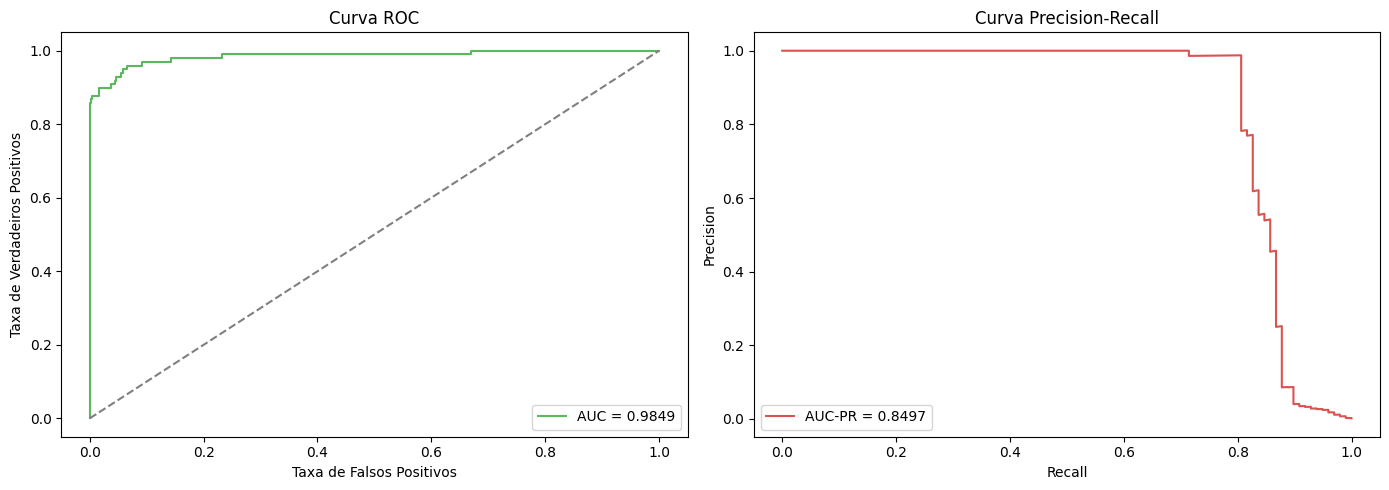 Curva ROC
Taxa de Verdadeiros Positivos
1.0
0.8
0.6
0.4
0.2
0.0
0.0 0.2 0.4 0.6 0.8 1.0
Taxa de Falsos Positivos
AUC = 0.9849
Curva Precision-Recall
Precision
1.0
0.8
0.6
0.4
0.2
0.0
0.0 0.2 0.4 0.6 0.8 1.0
Recall
AUC-PR = 0.8497